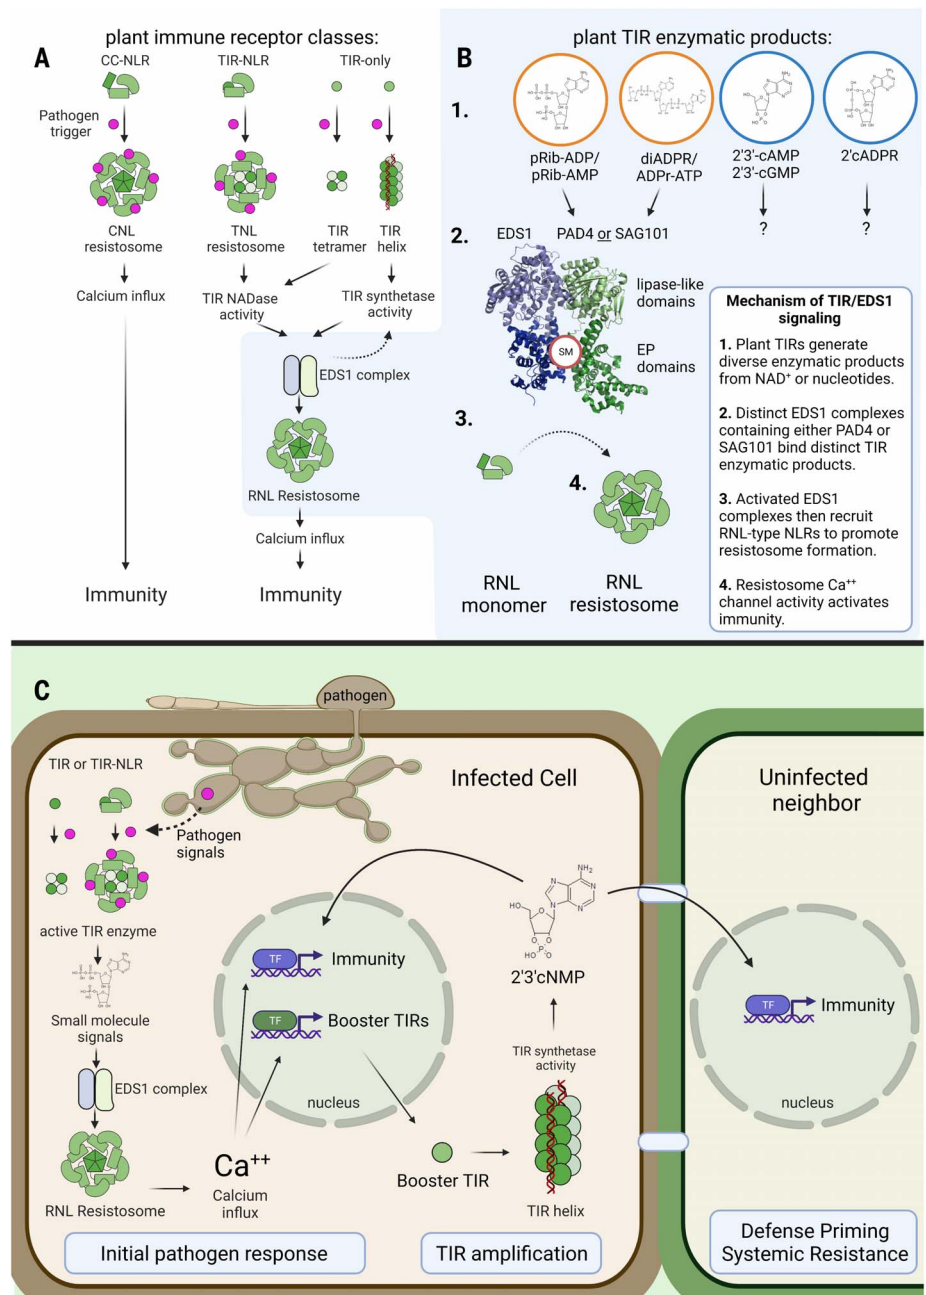 A
plant immune receptor classes:
CC-NLR
TIR-NLR
TIR-only
Pathogen
trigger
CNL
resistosome
TNL
resistosome
TIR
tetramer
TIR
helix
Calcium influx
TIR NADase
activity
TIR synthetase
activity
EDS1 complex
RNL Resistosome
Calcium influx
Immunity
Immunity
B
plant TIR enzymatic products:
1.
pRib-ADP/
pRib-AMP
diADPR/
ADPr-ATP
2'3'-cAMP
2'3'-cGMP
2'cADPR
?
?
2.
EDS1
PAD4 or SAG101
lipase-like
domains
SM
EP
domains
3.
4.
RNL
monomer
RNL
resistosome
Mechanism of TIR/EDS1
signaling
1. Plant TIRs generate
diverse enzymatic products
from NAD⁺ or nucleotides.
2. Distinct EDS1 complexes
containing either PAD4 or
SAG101 bind distinct TIR
enzymatic products.
3. Activated EDS1
complexes then recruit
RNL-type NLRs to promote
resistosome formation.
4. Resistosome Ca⁺⁺
channel activity activates
immunity.
C
pathogen
TIR or TIR-NLR
Pathogen
signals
Infected Cell
Uninfected
neighbor
active TIR enzyme
Small molecule
signals
EDS1 complex
RNL Resistosome
Ca⁺⁺
Calcium
influx
TF
Immunity
TF
Booster TIRs
nucleus
NH₂
N
N
N
N
HO
O
O
O
P
HO
O
2'3'cNMP
TIR synthetase
activity
Booster TIR
TIR helix
TF
Immunity
nucleus
Initial pathogen response
TIR amplification
Defense Priming
Systemic Resistance